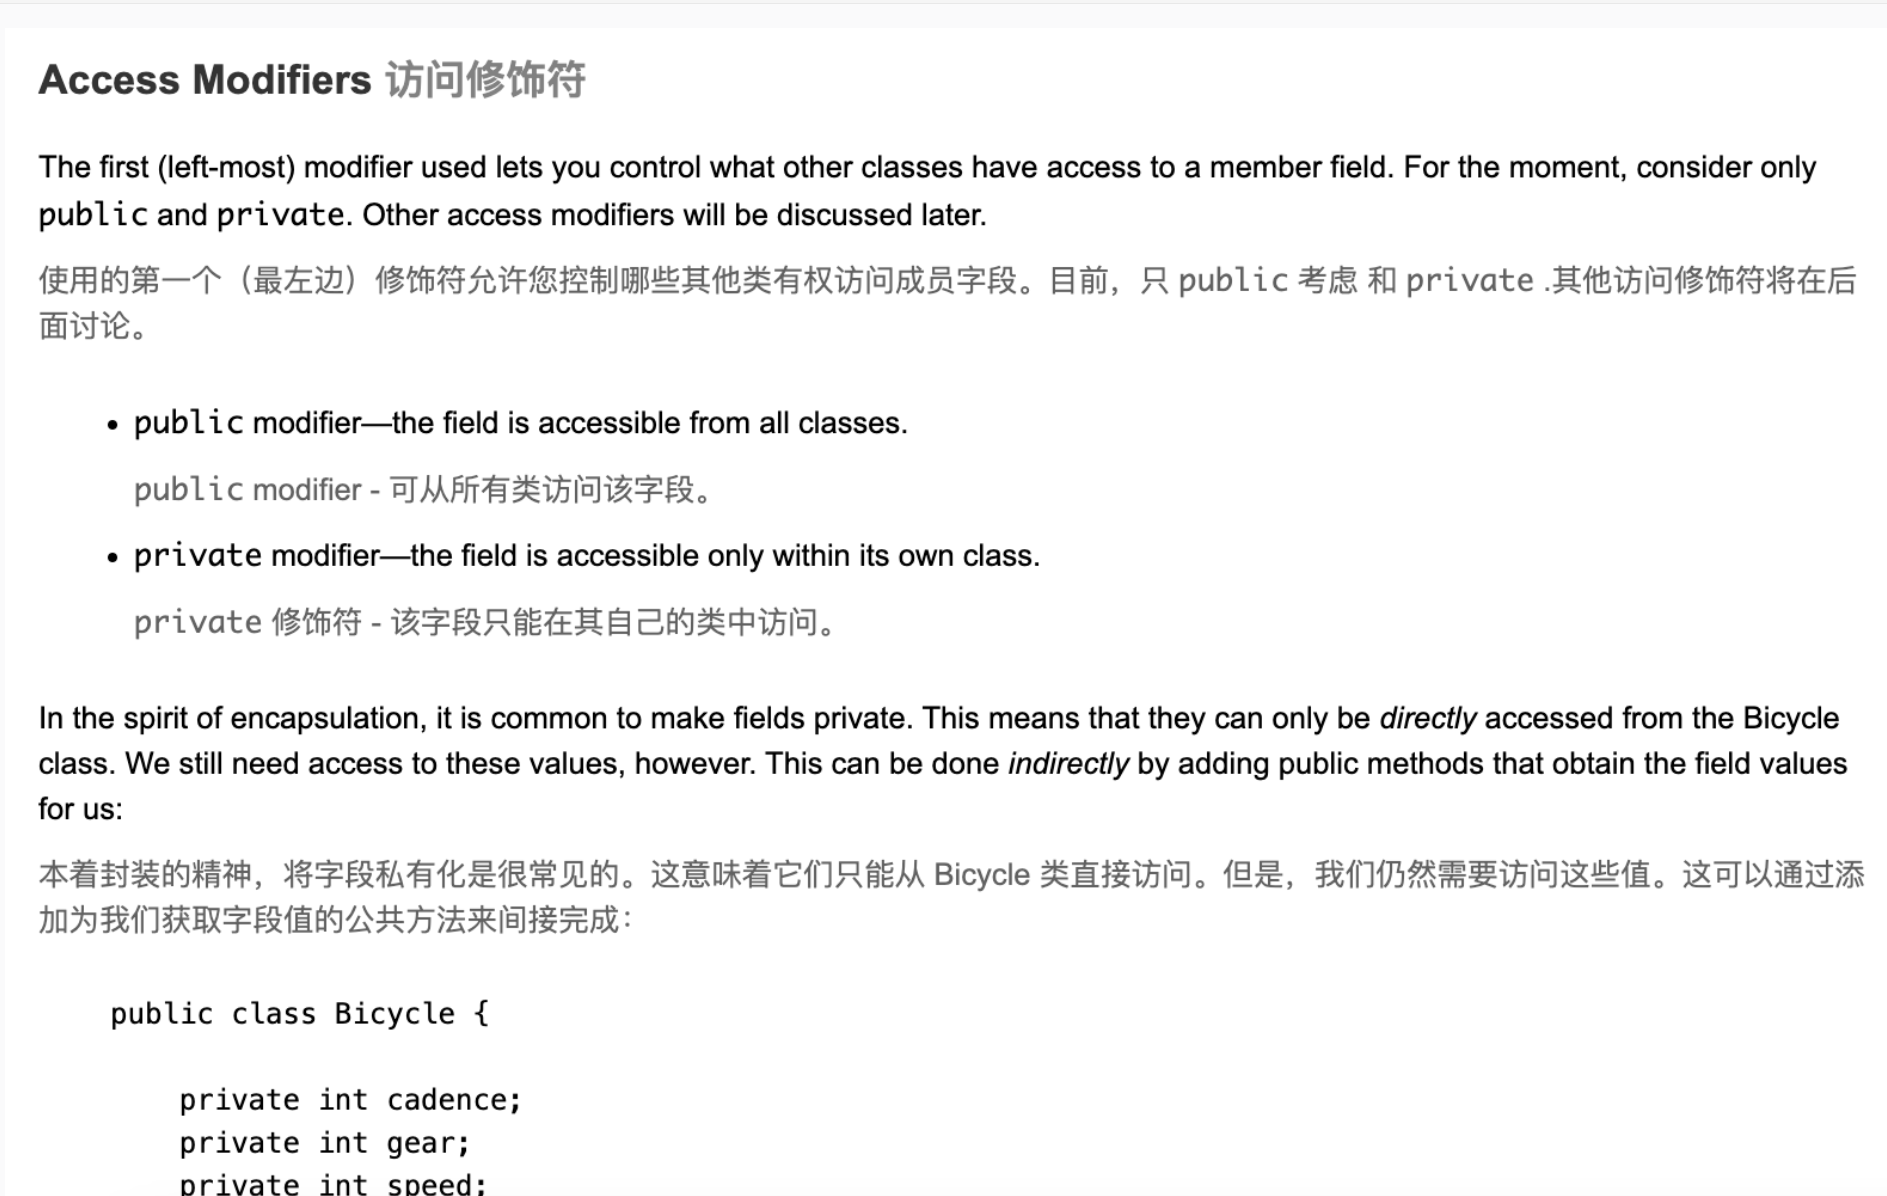 Access Modifiers 访问修饰符
The first (left-most) modifier used lets you control what other classes have access to a member field. For the moment, consider only
public and private. Other access modifiers will be discussed later.
使用的第一个（最左边）修饰符允许您控制哪些其他类有权访问成员字段。目前，只 public 考虑 和 private .其他访问修饰符将在后
面讨论。
• public modifier—the field is accessible from all classes.
public modifier - 可从所有类访问该字段。
• private modifier—the field is accessible only within its own class.
private 修饰符 - 该字段只能在其自己的类中访问。
In the spirit of encapsulation, it is common to make fields private. This means that they can only be directly accessed from the Bicycle
class. We still need access to these values, however. This can be done indirectly by adding public methods that obtain the field values
for us:
本着封装的精神，将字段私有化是很常见的。这意味着它们只能从 Bicycle 类直接访问。但是，我们仍然需要访问这些值。这可以通过添
加为我们获取字段值的公共方法来间接完成：
public class Bicycle {
private int cadence;
private int gear;
private int speed;